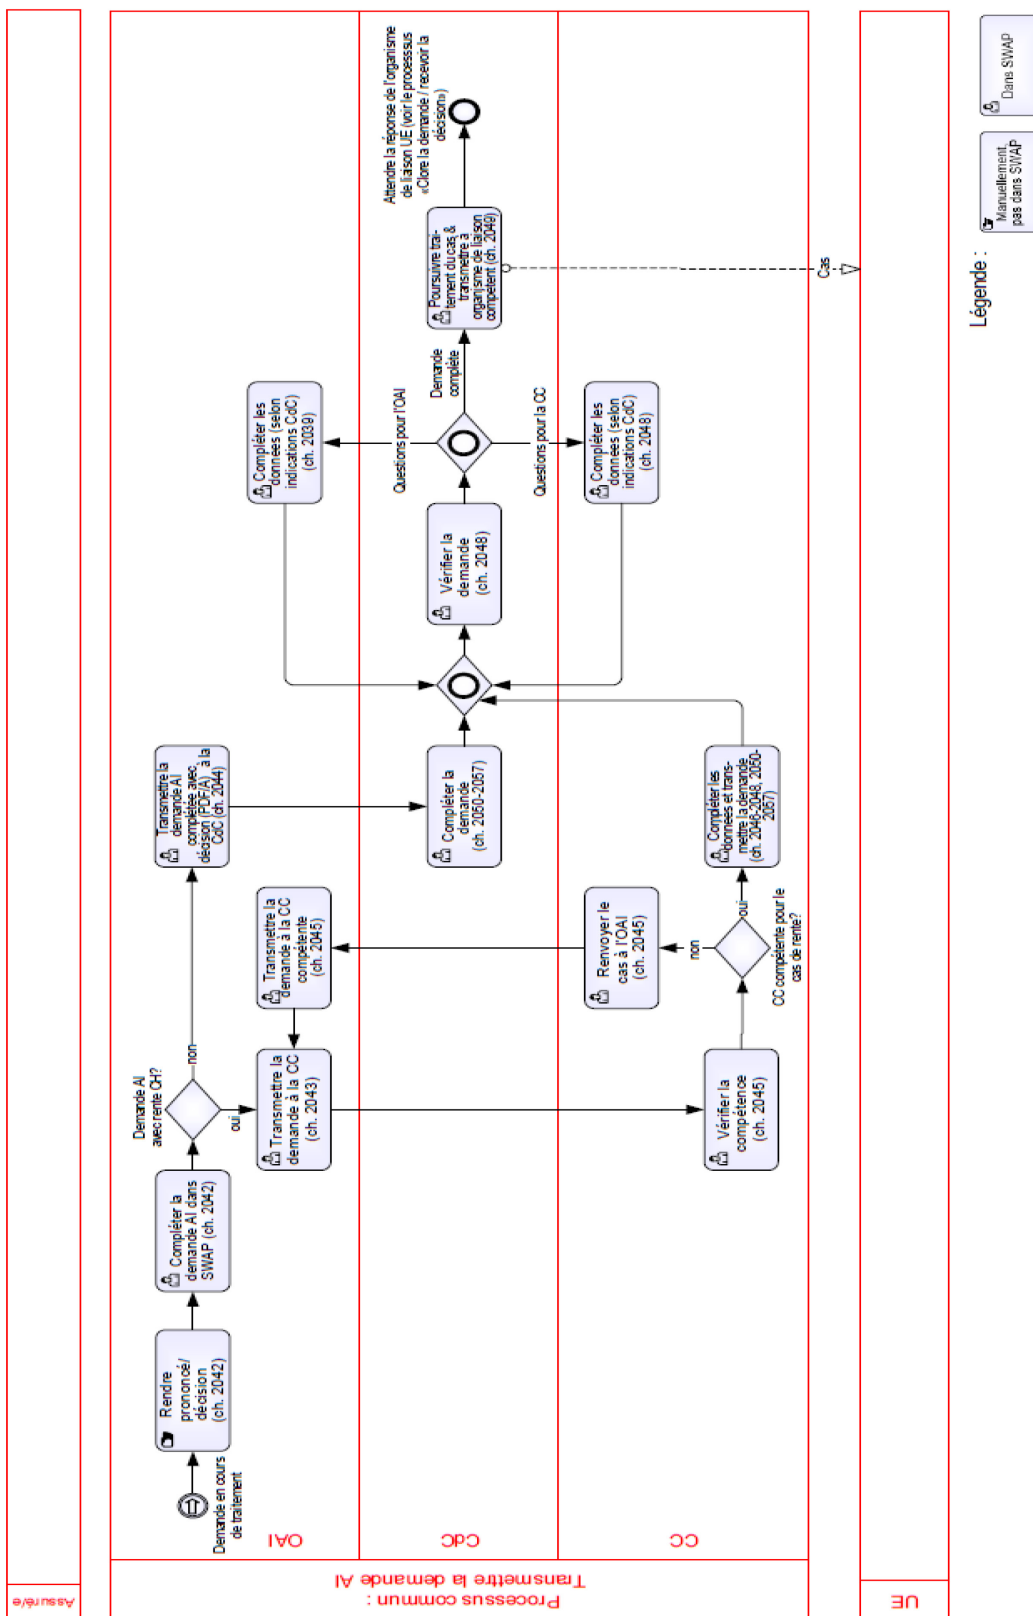 Assuré/e
Processus commun :
Transmettre la demande AI
OAI
CdC
CC
UE
Demande en cours
de traitement
Rendre
prononcé/
décision
(ch. 2042)
Compléter la
demande AI dans
SWAP (ch. 2042)
Demande AI
avec rente CH?
non
oui
Transmettre la
demande AI
complétée avec
décision (PDF/A), à la
CdC (ch. 2044)
Transmettre la
demande à la CC
(ch. 2043)
Transmettre la
demande à la CC
compétente
(ch. 2045)
Vérifier la
compétence
(ch. 2045)
CC compétente pour le
cas de rente?
non
oui
Renvoyer le
cas à l'OAI
(ch. 2045)
Compléter les
données et trans-
mettre la demande
(ch. 2046-2048, 2050-
2057)
Compléter la
demande
(ch. 2050-2057)
Vérifier la
demande
(ch. 2048)
Questions pour l'OAI
Compléter les
données (selon
indications CdC)
(ch. 2039)
Questions pour la CC
Compléter les
données (selon
indications CdC)
(ch. 2048)
Demande
complète
Poursuivre trai-
tement du cas &
transmettre à
organisme de liaison
compétent (ch. 2049)
Attendre la réponse de l'organisme
de liaison UE (voir le processsus
«Clore la demande / recevoir la
décision»)
Cas
Légende :
Manuellement,
pas dans SWAP
Dans SWAP